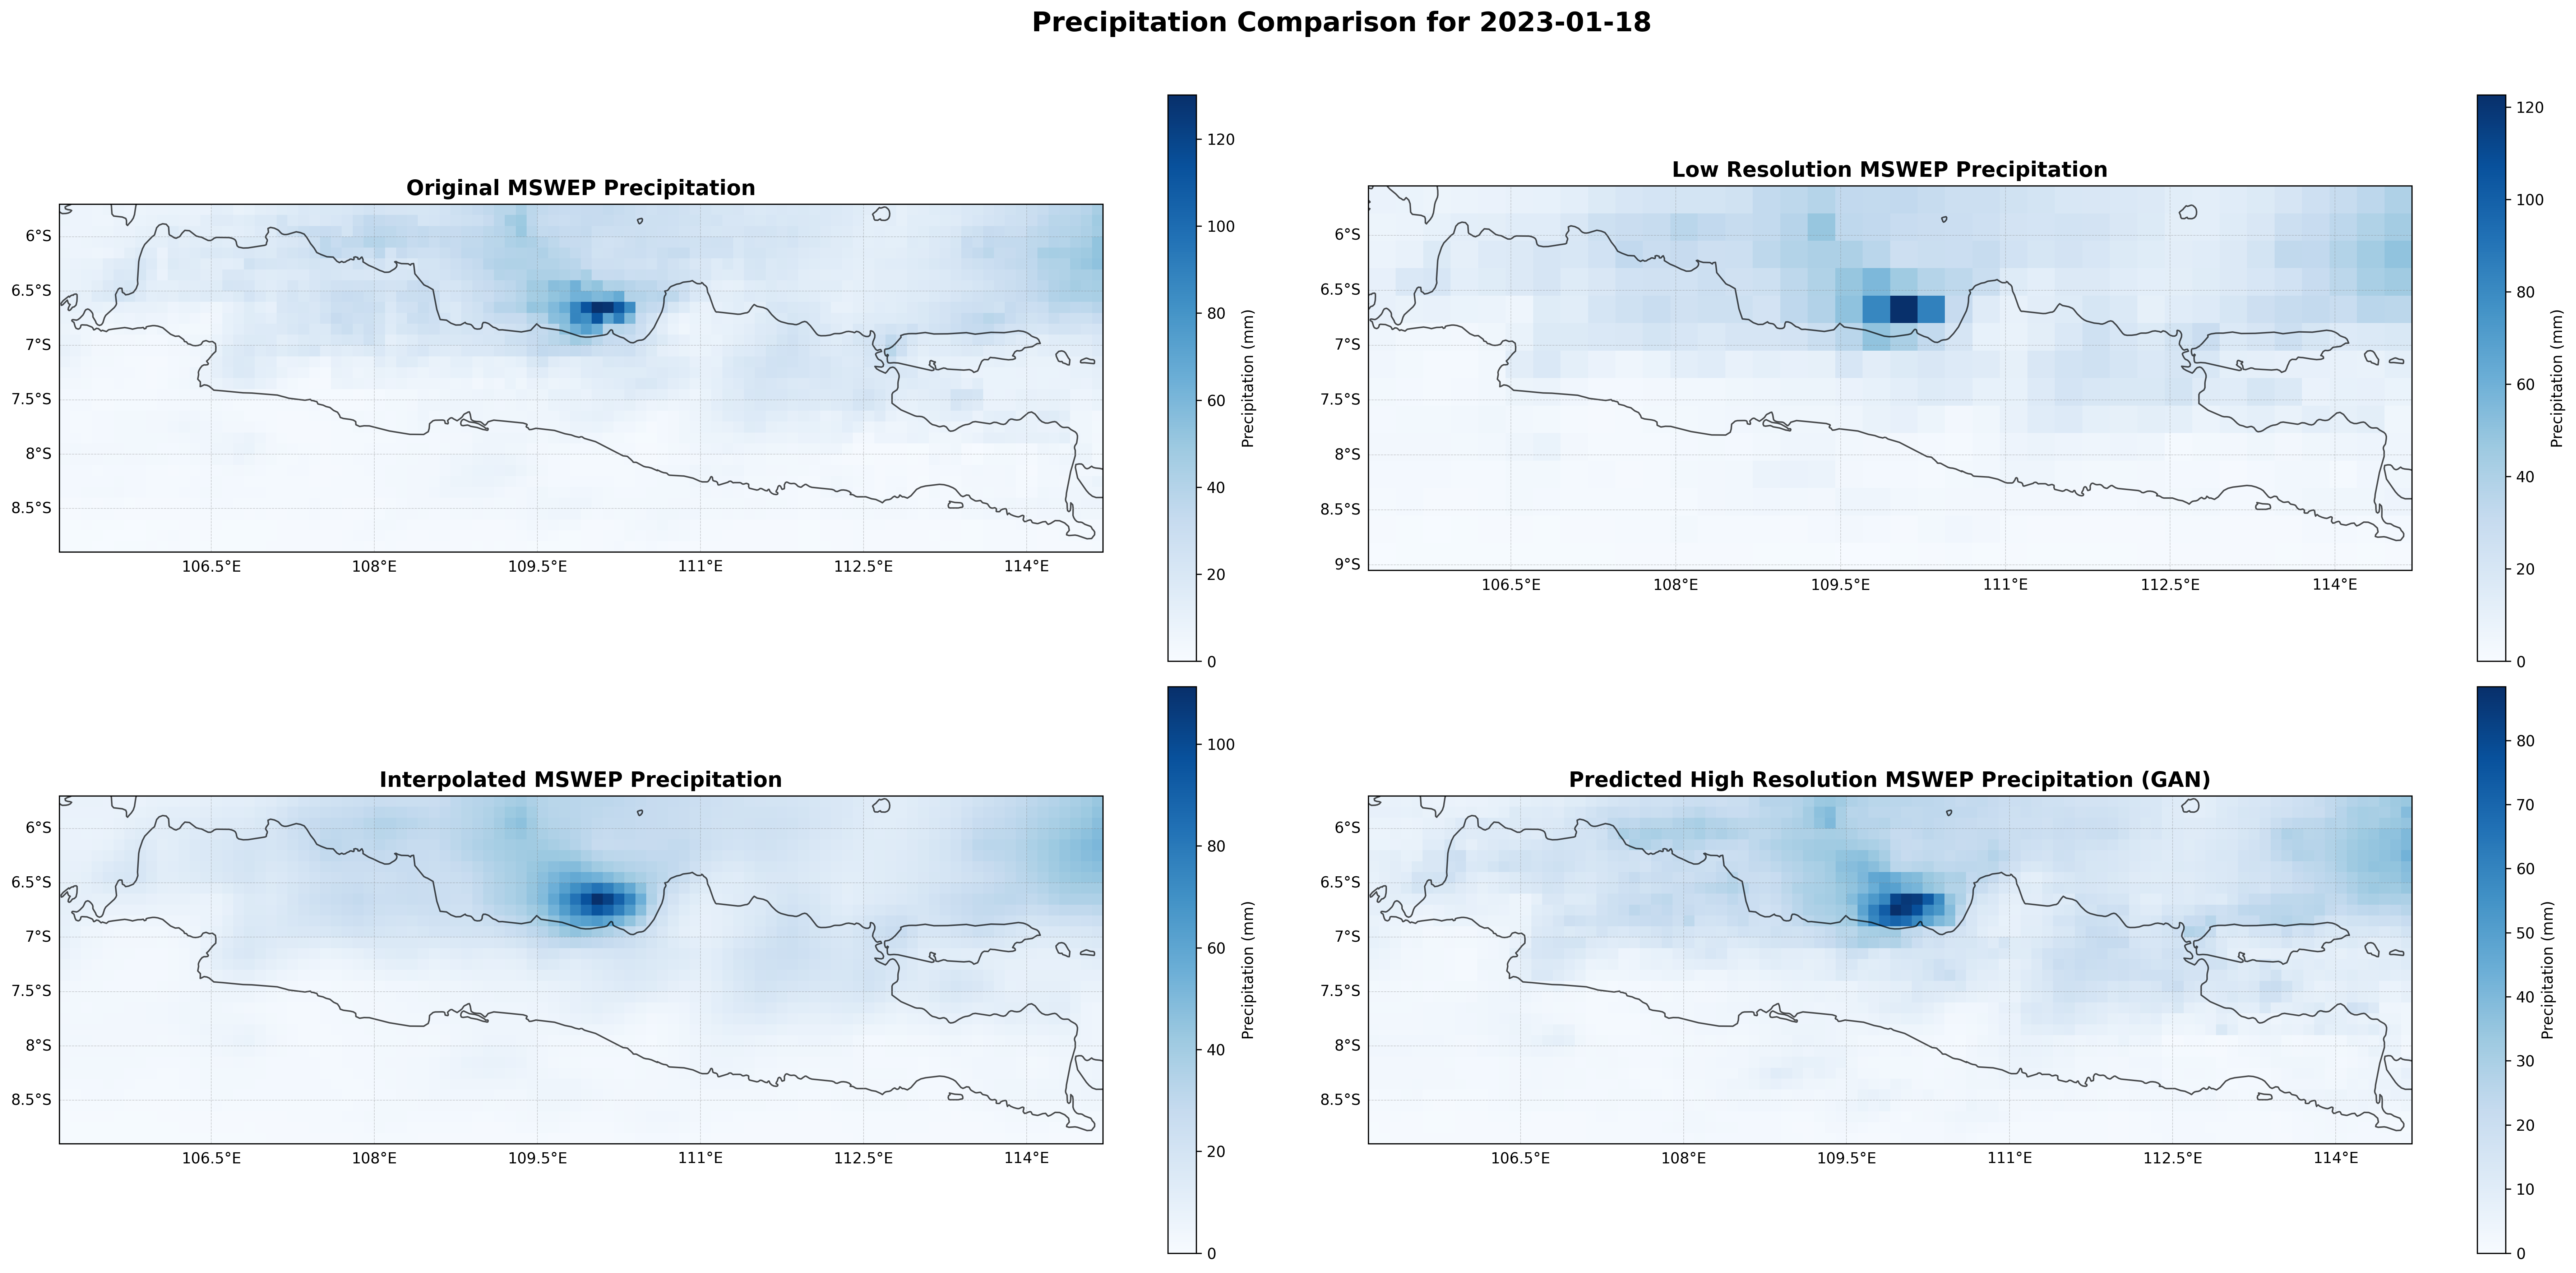 Precipitation Comparison for 2023-01-18
Original MSWEP Precipitation
6°S
6.5°S
7°S
7.5°S
8°S
8.5°S
106.5°E 108°E 109.5°E 111°E 112.5°E 114°E
120
100
80
60
40
20
0
Precipitation (mm)
Low Resolution MSWEP Precipitation
6°S
6.5°S
7°S
7.5°S
8°S
8.5°S
9°S
106.5°E 108°E 109.5°E 111°E 112.5°E 114°E
120
100
80
60
40
20
0
Precipitation (mm)
Interpolated MSWEP Precipitation
6°S
6.5°S
7°S
7.5°S
8°S
8.5°S
106.5°E 108°E 109.5°E 111°E 112.5°E 114°E
100
80
60
40
20
0
Precipitation (mm)
Predicted High Resolution MSWEP Precipitation (GAN)
6°S
6.5°S
7°S
7.5°S
8°S
8.5°S
106.5°E 108°E 109.5°E 111°E 112.5°E 114°E
80
70
60
50
40
30
20
10
0
Precipitation (mm)